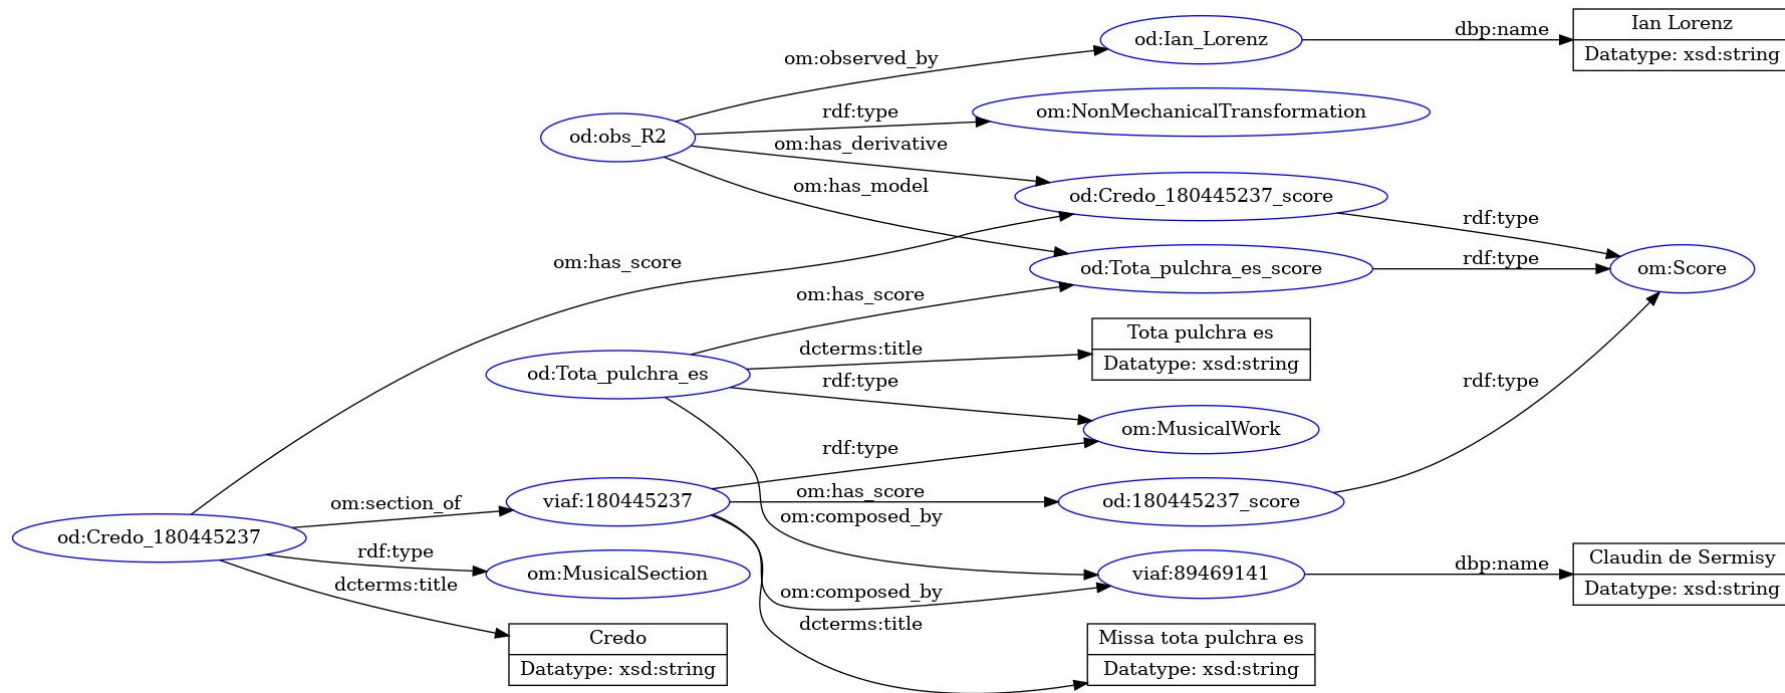 Ian Lorenz
Datatype: xsd:string
dbp:name
od:Ian_Lorenz
om:observed_by
rdf:type
om:NonMechanicalTransformation
od:obs_R2
om:has_derivative
om:has_model
od:Credo_180445237_score
rdf:type
om:has_score
od:Tota_pulchra_es_score
rdf:type
om:Score
om:has_score
Tota pulchra es
Datatype: xsd:string
dcterms:title
od:Tota_pulchra_es
rdf:type
rdf:type
om:MusicalWork
rdf:type
om:section_of
viaf:180445237
om:has_score
od:180445237_score
om:composed_by
od:Credo_180445237
rdf:type
om:MusicalSection
viaf:89469141
dbp:name
Claudin de Sermisy
Datatype: xsd:string
dcterms:title
om:composed_by
dcterms:title
Credo
Datatype: xsd:string
Missa tota pulchra es
Datatype: xsd:string